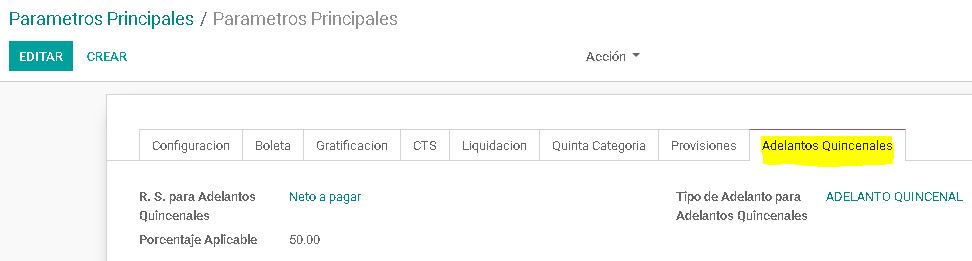 Parametros Principales / Parametros Principales
EDITAR CREAR Acción
Configuracion Boleta Gratificacion CTS Liquidacion Quinta Categoria Provisiones Adelantos Quincenales
R. S. para Adelantos Quincenales Neto a pagar
Tipo de Adelanto para Adelantos Quincenales ADELANTO QUINCENAL
Porcentaje Aplicable 50.00